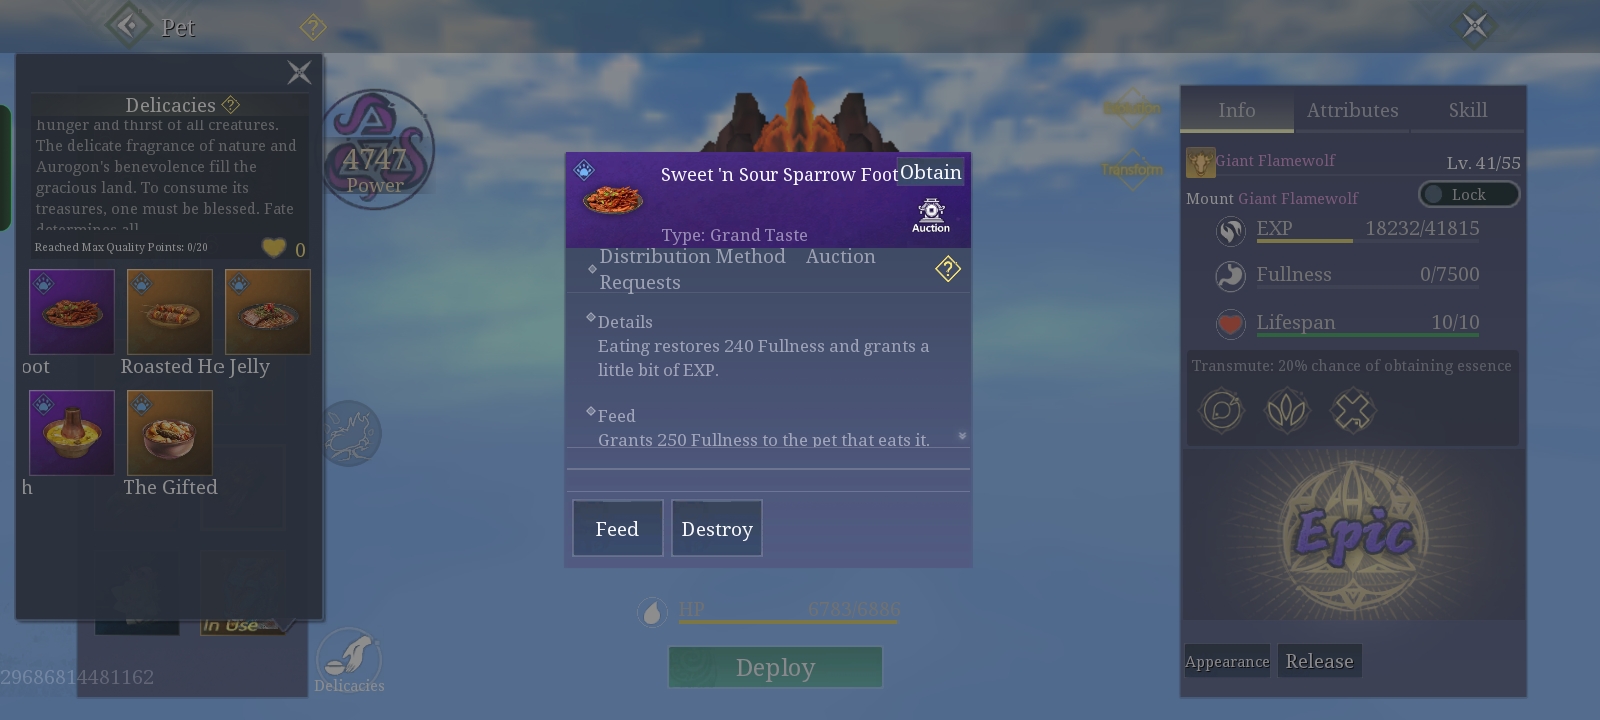 Pet
Delicacies
hunger and thirst of all creatures.
The delicate fragrance of nature and
Aurogon's benevolence fill the
gracious land. To consume its
treasures, one must be blessed. Fate
determines all
Reached Max Quality Points: 0/20
0
oot
Roasted He
Jelly
h
The Gifted
In Use
29686814481162
Delicacies
4747
Power
Sweet 'n Sour Sparrow Foot
Obtain
Auction
Type: Grand Taste
Distribution Method Auction
Requests
Details
Eating restores 240 Fullness and grants a
little bit of EXP.
Feed
Grants 250 Fullness to the pet that eats it.
Feed
Destroy
HP 6783/6886
Deploy
Transform
Info
Attributes
Skill
Giant Flamewolf
Lv. 41/55
Mount Giant Flamewolf
Lock
EXP 18232/41815
Fullness 0/7500
Lifespan 10/10
Transmute: 20% chance of obtaining essence
Epic
Appearance
Release